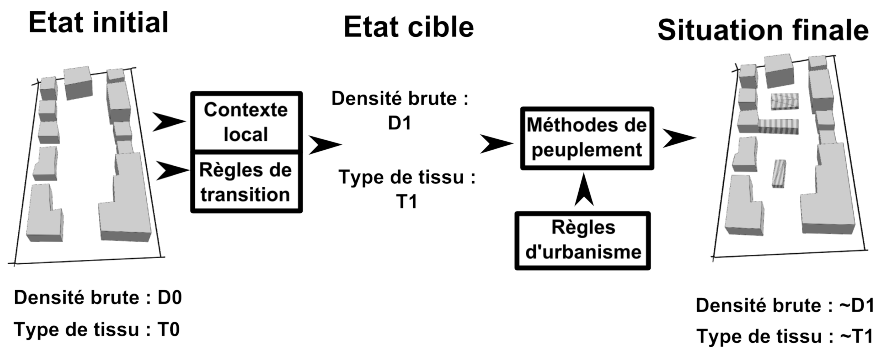 Etat initial
Etat cible
Situation finale
Contexte
local
Règles de
transition
Densité brute :
D1
Type de tissu :
T1
Méthodes de
peuplement
Règles
d'urbanisme
Densité brute : D0
Type de tissu : T0
Densité brute : ~D1
Type de tissu : ~T1